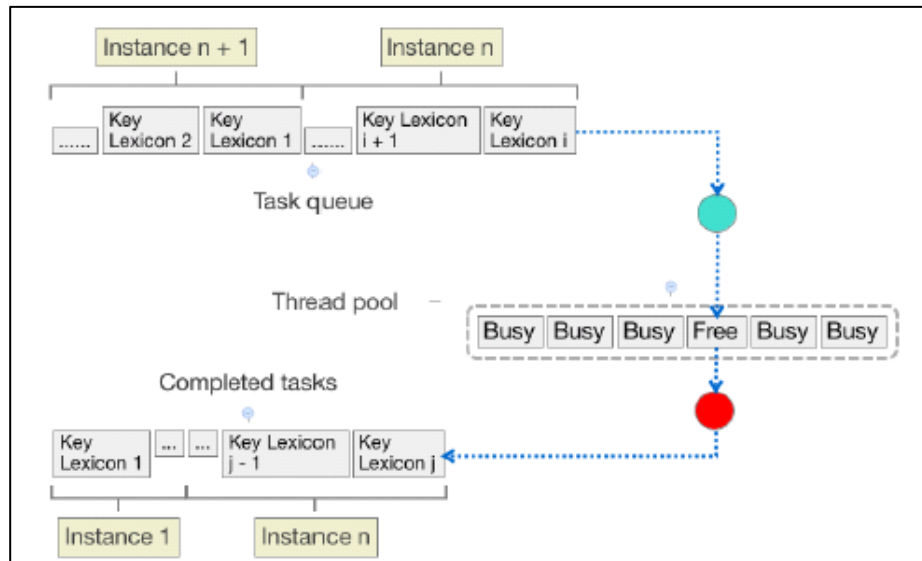 Instance n + 1
Instance n
......
Key
Lexicon 2
Key
Lexicon 1
......
Key Lexicon
i + 1
Key
Lexicon i
Task queue
Thread pool
Busy
Busy
Busy
Free
Busy
Busy
Completed tasks
Key
Lexicon 1
...
...
Key Lexicon
j - 1
Key
Lexicon j
Instance 1
Instance n